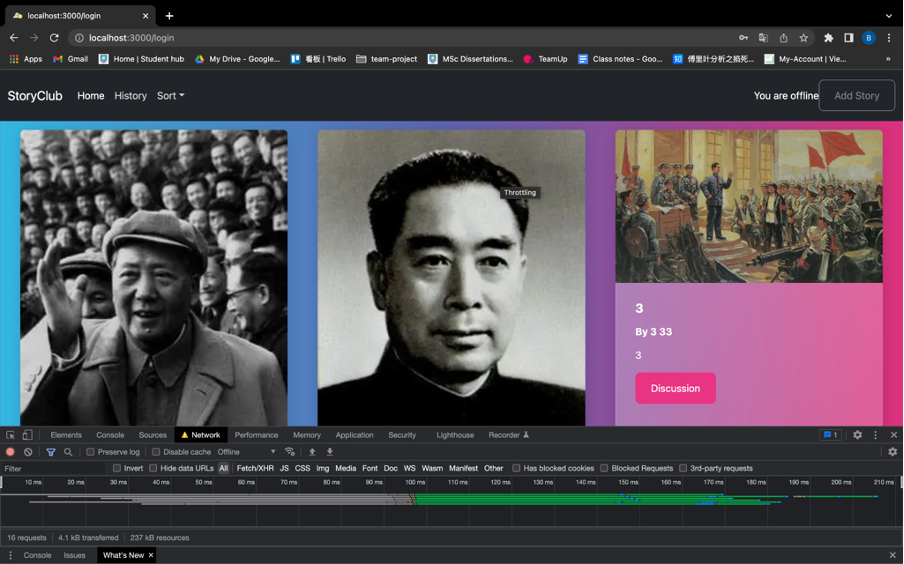 localhost:3000/login
localhost:3000/login
B
Apps Gmail Home | Student hub My Drive - Google... 看板 | Trello team-project MSc Dissertations... TeamUp Class notes - Goo... 知 傅里叶分析之掐死... My-Account | Vie... »
StoryClub Home History Sort You are offline Add Story
Throttling
3
By 3 33
3
Discussion
Elements Console Sources Network Performance Memory Application Security Lighthouse Recorder 1
Preserve log Disable cache Offline
Filter Invert Hide data URLs All Fetch/XHR JS CSS Img Media Font Doc WS Wasm Manifest Other Has blocked cookies Blocked Requests 3rd-party requests
10 ms 20 ms 30 ms 40 ms 50 ms 60 ms 70 ms 80 ms 90 ms 100 ms 110 ms 120 ms 130 ms 140 ms 150 ms 160 ms 170 ms 180 ms 190 ms 200 ms 210 ms
16 requests 4.1 kB transferred 237 kB resources
Console Issues What's New